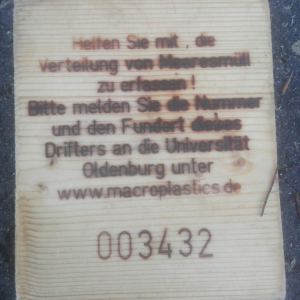 Helfen Sie mit , die
Verteilung von Meeresmüll
zu erfassen !
Bitte melden Sie die Nummer
und den Fundort dieses
Drifters an die Universität
Oldenburg unter
www.macroplastics.de
003432